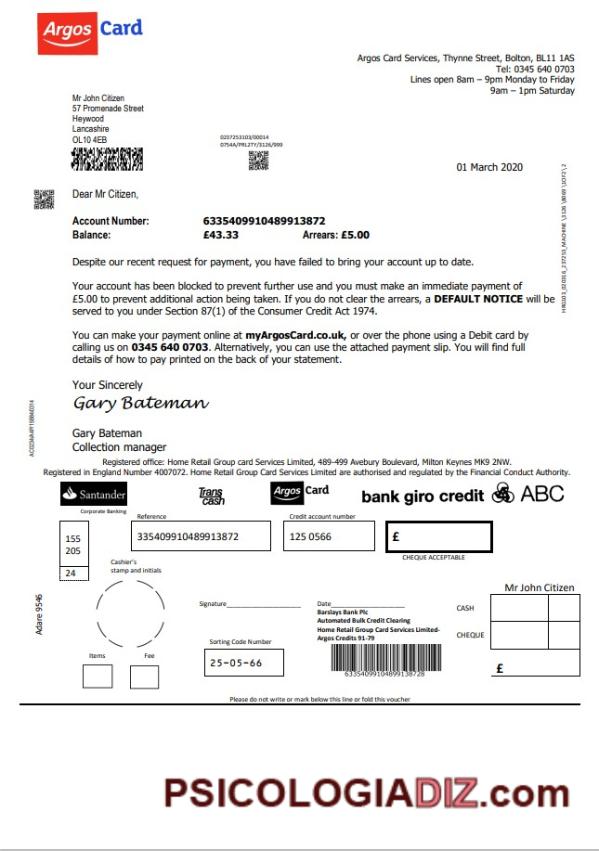 Argos Card
Argos Card Services, Thynne Street, Bolton, BL11 1AS
Tel: 0345 640 0703
Lines open 8am – 9pm Monday to Friday
9am – 1pm Saturday
Mr John Citizen
57 Promenade Street
Heywood
Lancashire
OL10 4EB
0237253103/00014
0754A/PRL2TY/3126/999
01 March 2020
Dear Mr Citizen,
Account Number: 6335409910489913872
Balance: £43.33 Arrears: £5.00
Despite our recent request for payment, you have failed to bring your account up to date.
Your account has been blocked to prevent further use and you must make an immediate payment of
£5.00 to prevent additional action being taken. If you do not clear the arrears, a DEFAULT NOTICE will be
served to you under Section 87(1) of the Consumer Credit Act 1974.
You can make your payment online at myArgosCard.co.uk, or over the phone using a Debit card by
calling us on 0345 640 0703. Alternatively, you can use the attached payment slip. You will find full
details of how to pay printed on the back of your statement.
Your Sincerely
Gary Bateman
Gary Bateman
Collection manager
Registered office: Home Retail Group card Services Limited, 489-499 Avebury Boulevard, Milton Keynes MK9 2NW.
Registered in England Number 4007072. Home Retail Group Card Services Limited are authorised and regulated by the Financial Conduct Authority.
Santander
Corporate Banking
Trans cash
Argos Card
bank giro credit
ABC
Reference
Credit account number
155
205
24
335409910489913872
125 0566
£
CHEQUE ACCEPTABLE
Cashier's
stamp and initials
Mr John Citizen
Adare 9546
Signature
Date
CASH
Barslays Bank Plc
Automated Bulk Credit Clearing
Home Retail Group Card Services Limited-
Argos Credits 91-79
CHEQUE
Sorting Code Number
Items
Fee
25-05-66
63354099104899138728
£
Please do not write or mark below this line or fold this voucher
PSICOLOGIADIZ.com